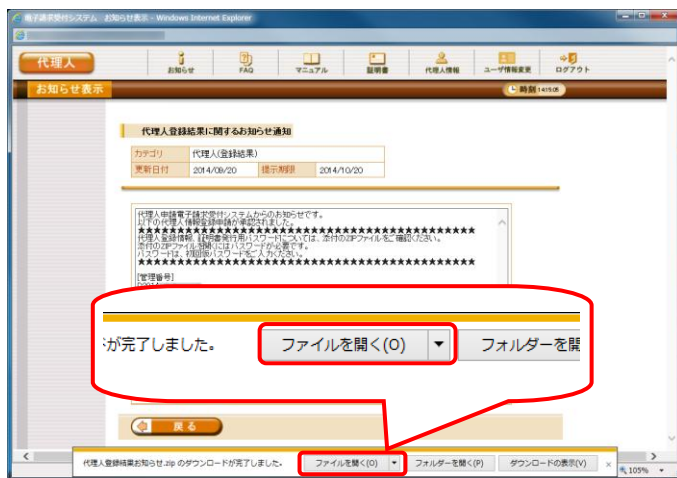 電子請求受付システム お知らせ表示 - Windows Internet Explorer
代理人
お知らせ
FAQ
マニュアル
証明書
代理人情報
ユーザ情報変更
ログアウト
お知らせ表示
時刻 14:15:05
代理人登録結果に関するお知らせ通知
カテゴリ 代理人(登録結果)
更新日付 2014/09/20 提示期限 2014/10/20
代理人申請電子請求受付システムからのお知らせです。
以下の代理人情報登録申請が承認されました。
★★★★★★★★★★★★★★★★★★★★★★★★★★★★★★★★★★★★★★★★
代理人登録情報、証明書発行用パスワードについては、添付のZIPファイルをご確認ください。
添付のZIPファイルを開くにはパスワードが必要です。
パスワードは、初回仮パスワードをご入力ください。
★★★★★★★★★★★★★★★★★★★★★★★★★★★★★★★★★★★★★★★★
[管理番号]
が完了しました。
ファイルを開く(O) ▼
フォルダーを開
戻る
代理人登録結果お知らせ.zip のダウンロードが完了しました。 ファイルを開く(O) ▼ フォルダーを開く(P) ダウンロードの表示(V) ×
105%